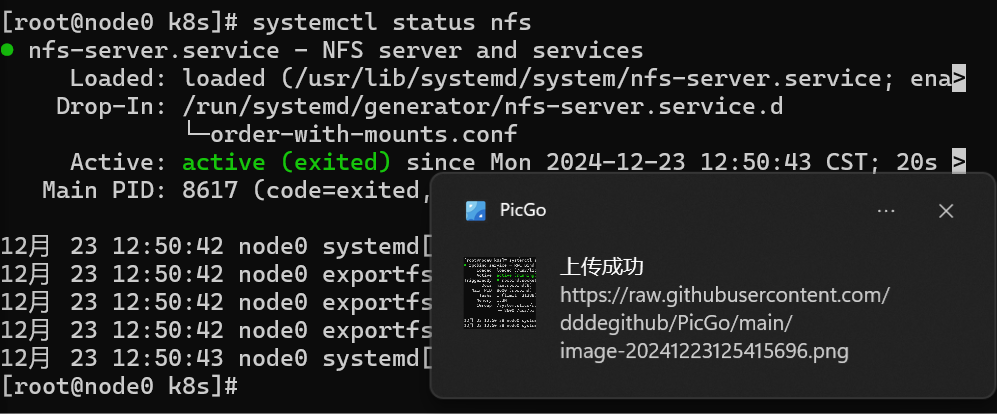 [root@node0 k8s]# systemctl status nfs
● nfs-server.service - NFS server and services
Loaded: loaded (/usr/lib/systemd/system/nfs-server.service; ena>
Drop-In: /run/systemd/generator/nfs-server.service.d
└─order-with-mounts.conf
Active: active (exited) since Mon 2024-12-23 12:50:43 CST; 20s >
Main PID: 8617 (code=exited,
12月 23 12:50:42 node0 systemd[
12月 23 12:50:42 node0 exportfs
12月 23 12:50:42 node0 exportfs
12月 23 12:50:42 node0 exportfs
12月 23 12:50:43 node0 systemd[
[root@node0 k8s]#
PicGo
上传成功
https://raw.githubusercontent.com/
dddegithub/PicGo/main/
image-20241223125415696.png